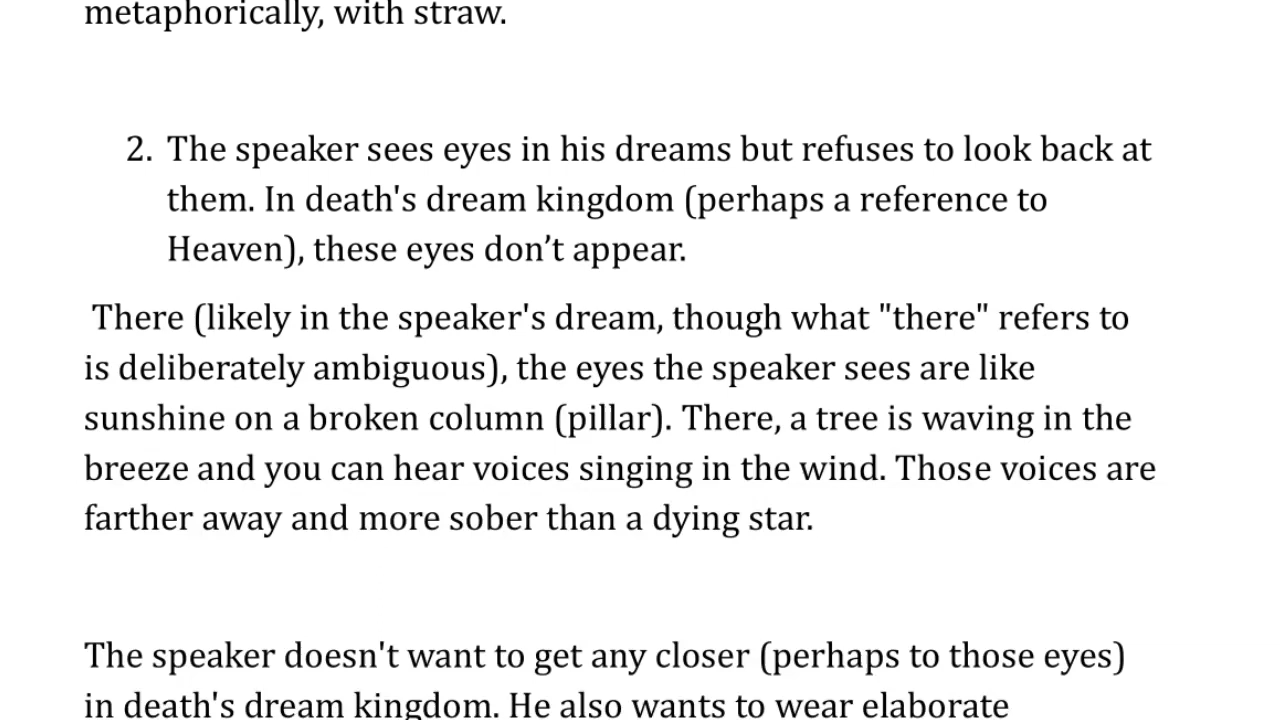 metaphorically, with straw.
2. The speaker sees eyes in his dreams but refuses to look back at
them. In death's dream kingdom (perhaps a reference to
Heaven), these eyes don’t appear.
There (likely in the speaker's dream, though what "there" refers to
is deliberately ambiguous), the eyes the speaker sees are like
sunshine on a broken column (pillar). There, a tree is waving in the
breeze and you can hear voices singing in the wind. Those voices are
farther away and more sober than a dying star.
The speaker doesn't want to get any closer (perhaps to those eyes)
in death's dream kingdom. He also wants to wear elaborate